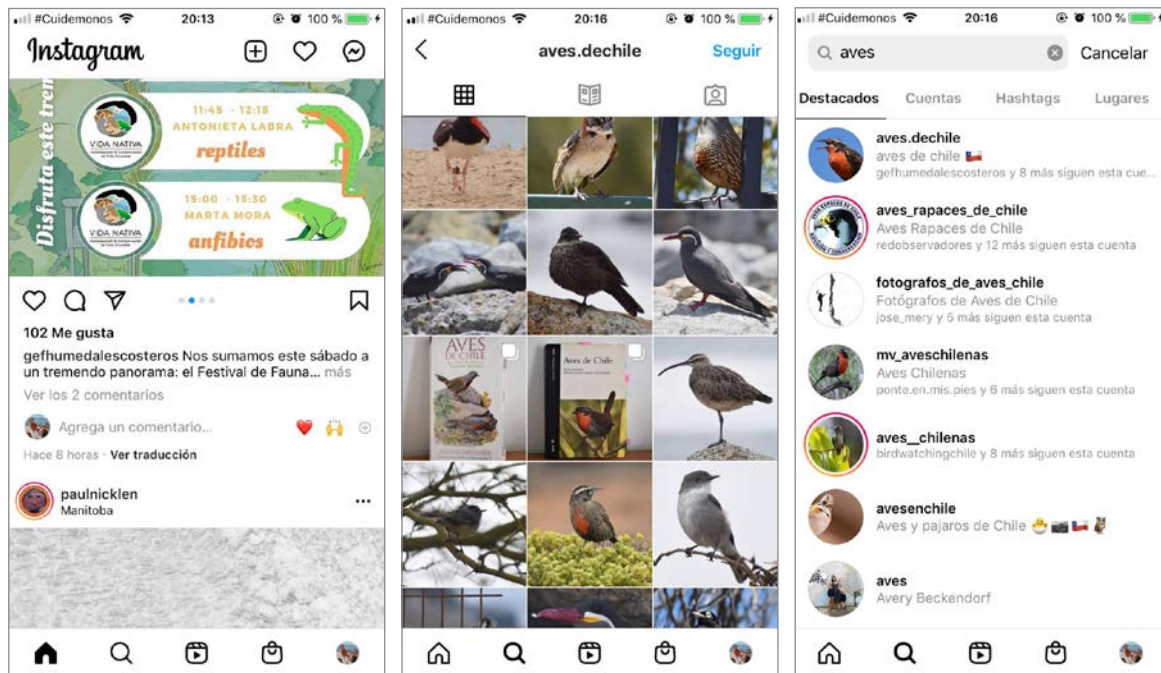 #Cuidemonos 20:13 100 %
Instagram
Disfruta este trem
11:45 - 12:15
ANTONIETA LABRA
reptiles
VIDA NATIVA
15:00 - 15:30
MARTA MORA
anfibios
VIDA NATIVA
102 Me gusta
gefhumedalescosteros Nos sumamos este sábado a
un tremendo panorama: el Festival de Fauna... más
Ver los 2 comentarios
Agrega un comentario...
Hace 8 horas · Ver traducción
paulnicklen
Manitoba
#Cuidemonos 20:16 100 %
aves.dechile Seguir
AVES
DE CHILE
Aves de Chile
#Cuidemonos 20:16 100 %
aves Cancelar
Destacados Cuentas Hashtags Lugares
aves.dechile
aves de chile 🇨🇱
gefhumedalescosteros y 8 más siguen esta cue...
aves_rapaces_de_chile
Aves Rapaces de Chile
redobservadores y 12 más siguen esta cuenta
fotografos_de_aves_chile
Fotógrafos de Aves de Chile
jose_mery y 5 más siguen esta cuenta
mv_aveschilenas
Aves Chilenas
ponte.en.mis.pies y 6 más siguen esta cuenta
aves__chilenas
birdwatchingchile y 8 más siguen esta cuenta
avesenchile
Aves y pajaros de Chile 🐣📷🇨🇱🦉
aves
Avery Beckendorf